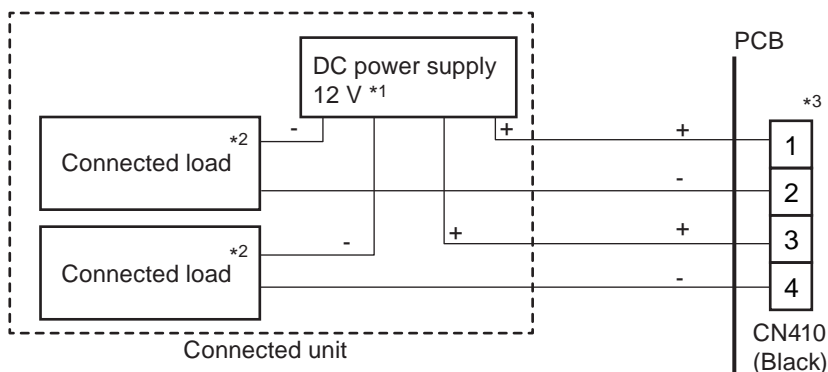 PCB
DC power supply
12 V *1
*3
*2
-
+
+
1
Connected load
-
2
+
3
*2
-
+
Connected load
-
4
CN410
(Black)
Connected unit